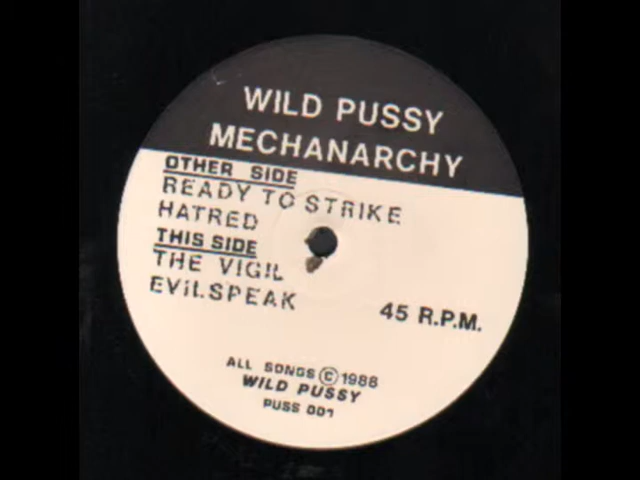 WILD PUSSY
MECHANARCHY
OTHER SIDE
READY TO STRIKE
HATRED
THIS SIDE
THE VIGIL
EVILSPEAK
45 R.P.M.
ALL SONGS © 1988
WILD PUSSY
PUSS 001